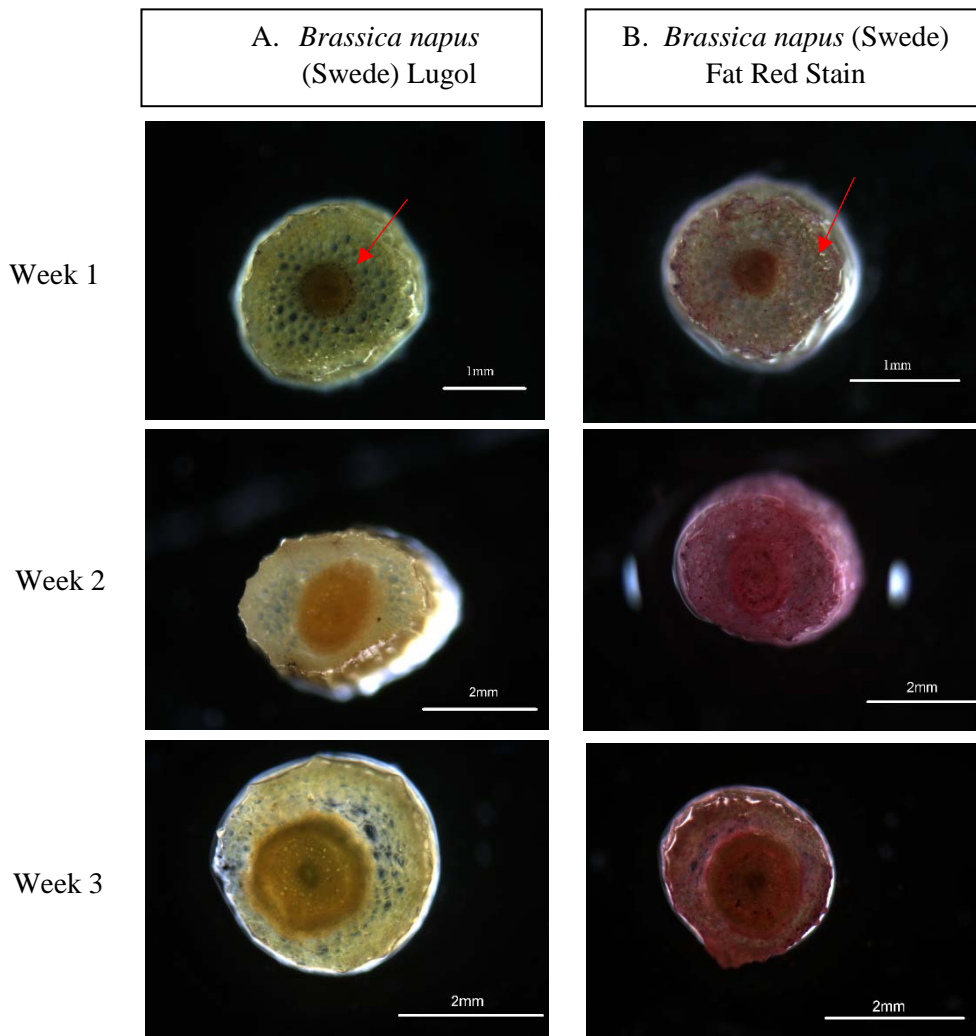 A. Brassica napus
(Swede) Lugol
B. Brassica napus (Swede)
Fat Red Stain
Week 1
1mm
1mm
Week 2
2mm
2mm
Week 3
2mm
2mm